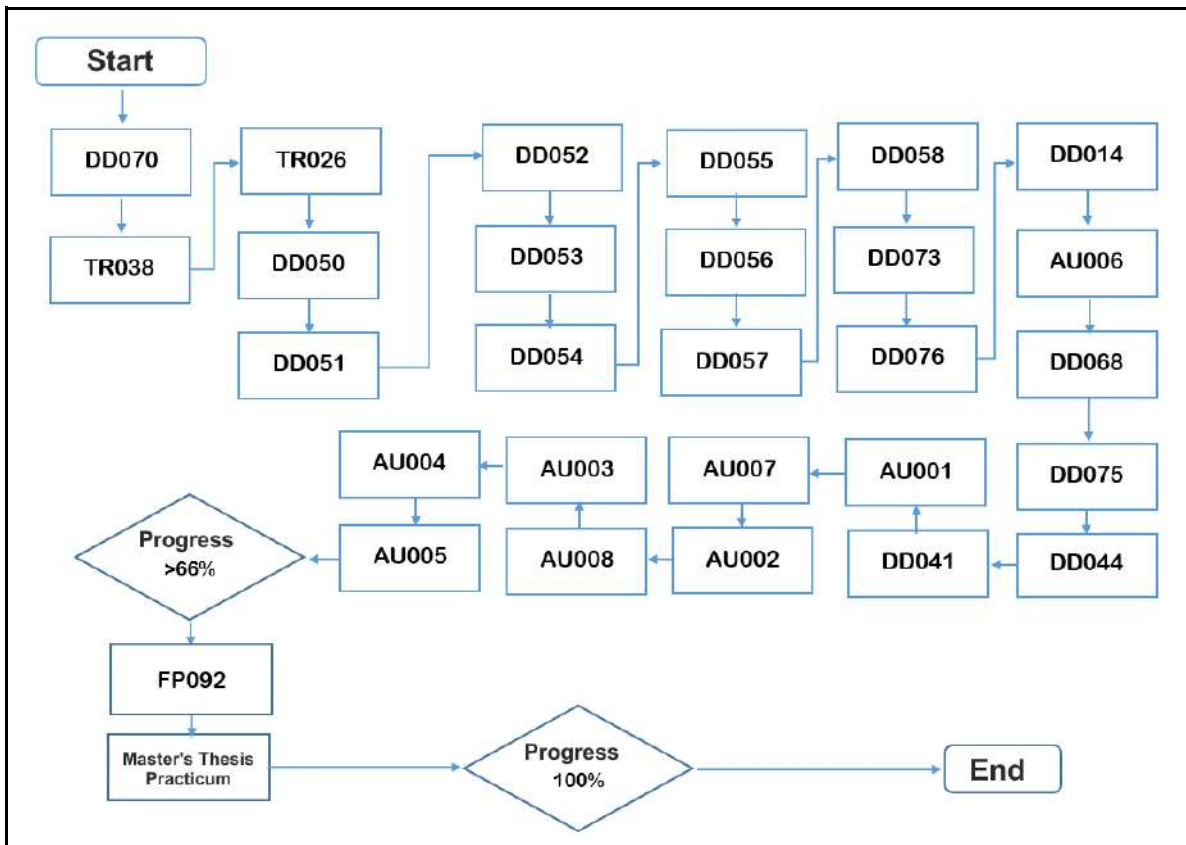 Start
DD070
TR038
TR026
DD050
DD051
DD052
DD053
DD054
DD055
DD056
DD057
DD058
DD073
DD076
DD014
AU006
DD068
DD075
DD044
DD041
AU001
AU007
AU002
AU008
AU003
AU004
AU005
Progress
>66%
FP092
Master's Thesis
Practicum
Progress
100%
End